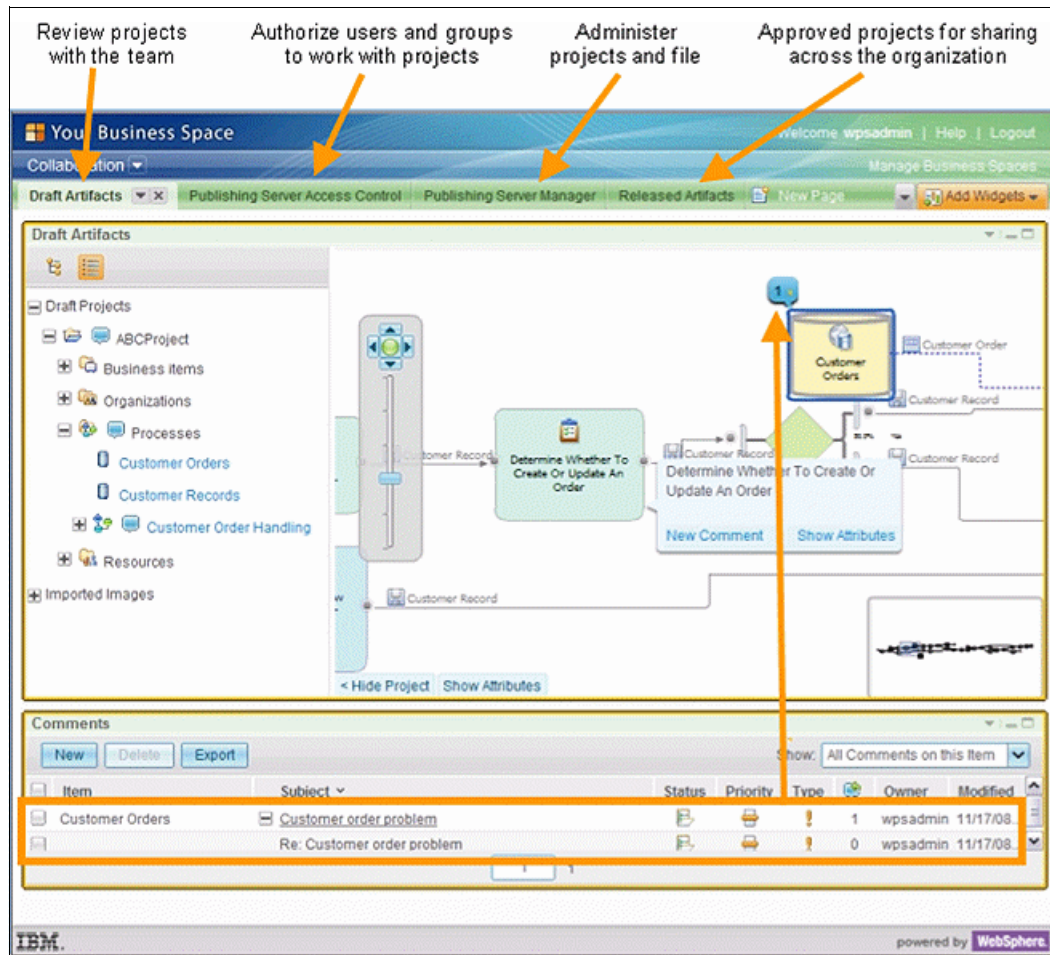 Review projects with the team
Authorize users and groups to work with projects
Administer projects and file
Approved projects for sharing across the organization
Your Business Space
Welcome wpsadmin | Help | Logout
Collaboration
Manage Business Spaces
Draft Artifacts
Publishing Server Access Control
Publishing Server Manager
Released Artifacts
New Page
Add Widgets
Draft Artifacts
Draft Projects
ABCProject
Business items
Organizations
Processes
Customer Orders
Customer Records
Customer Order Handling
Resources
Imported Images
1
Customer Orders
Customer Order
Customer Record
Customer Record
Customer Record
Determine Whether To Create Or Update An Order
Customer Record
Determine Whether To Create Or Update An Order
New Comment
Show Attributes
Customer Record
< Hide Project
Show Attributes
Comments
New
Delete
Export
Show: All Comments on this Item
Item Subject Status Priority Type Owner Modified
Customer Orders Customer order problem 1 wpsadmin 11/17/08...
Re: Customer order problem 0 wpsadmin 11/17/08...
1 1
IBM.
powered by WebSphere.